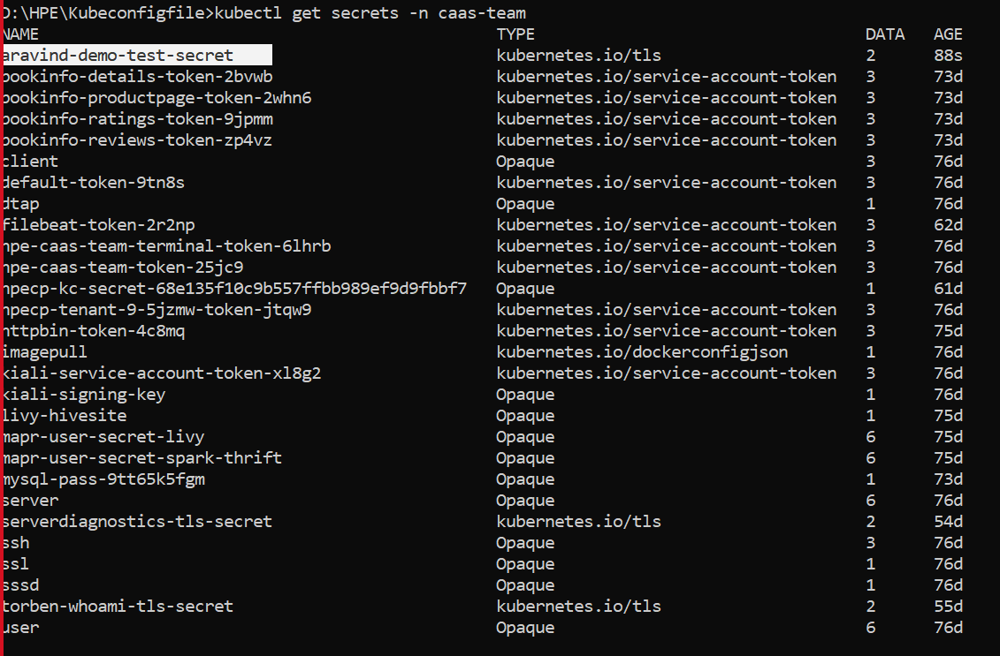 D:\HPE\Kubeconfigfile>kubectl get secrets -n caas-team
NAME TYPE DATA AGE
aravind-demo-test-secret kubernetes.io/tls 2 88s
bookinfo-details-token-2bvwb kubernetes.io/service-account-token 3 73d
bookinfo-productpage-token-2whn6 kubernetes.io/service-account-token 3 73d
bookinfo-ratings-token-9jpmm kubernetes.io/service-account-token 3 73d
bookinfo-reviews-token-zp4vz kubernetes.io/service-account-token 3 73d
client Opaque 3 76d
default-token-9tn8s kubernetes.io/service-account-token 3 76d
dtap Opaque 1 76d
filebeat-token-2r2np kubernetes.io/service-account-token 3 62d
hpe-caas-team-terminal-token-6lhrb kubernetes.io/service-account-token 3 76d
hpe-caas-team-token-25jc9 kubernetes.io/service-account-token 3 76d
hpecp-kc-secret-68e135f10c9b557ffbb989ef9d9fbbf7 Opaque 1 61d
hpecp-tenant-9-5jzmw-token-jtqw9 kubernetes.io/service-account-token 3 76d
httpbin-token-4c8mq kubernetes.io/service-account-token 3 75d
imagepull kubernetes.io/dockerconfigjson 1 76d
kiali-service-account-token-xl8g2 kubernetes.io/service-account-token 3 76d
kiali-signing-key Opaque 1 76d
livy-hivesite Opaque 1 75d
mapr-user-secret-livy Opaque 6 75d
mapr-user-secret-spark-thrift Opaque 6 75d
mysql-pass-9tt65k5fgm Opaque 1 73d
server Opaque 6 76d
serverdiagnostics-tls-secret kubernetes.io/tls 2 54d
ssh Opaque 3 76d
ssl Opaque 1 76d
sssd Opaque 1 76d
torben-whoami-tls-secret kubernetes.io/tls 2 55d
user Opaque 6 76d